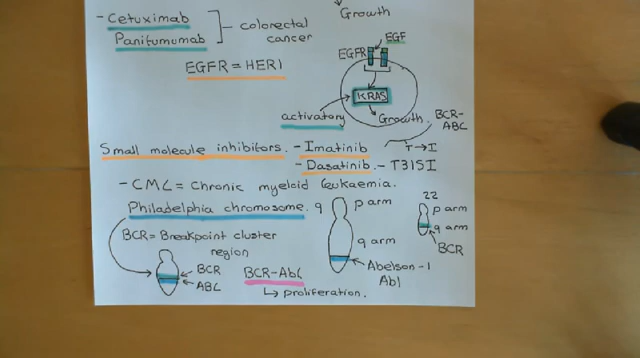 Growth
- Cetuximab
Panitumumab
colorectal
cancer
EGF
EGFR
EGFR = HER1
KRAS
activatory
Growth.
BCR-
ABL
Small molecule inhibitors. - Imatinib
T→I
- Dasatinib. - T315I
- CML = Chronic myeloid leukaemia.
Philadelphia chromosome.
9
p arm
q arm
Abelson-1
Abl
22
p arm
q arm
BCR
BCR = Breakpoint cluster
region
BCR
ABL
BCR-Abl
↳ proliferation.